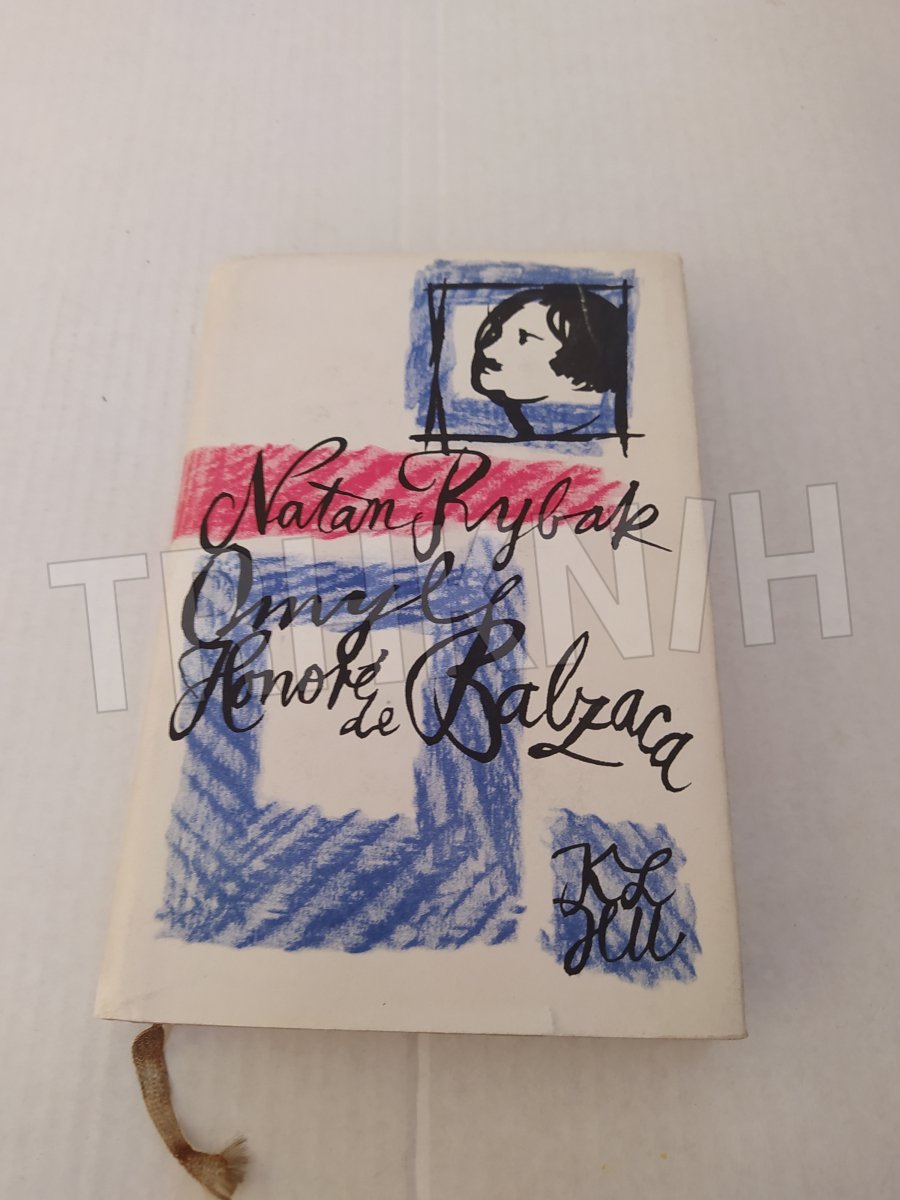 Natan Rybak
Omyl
Honoré
de Balzaca
KL
HU